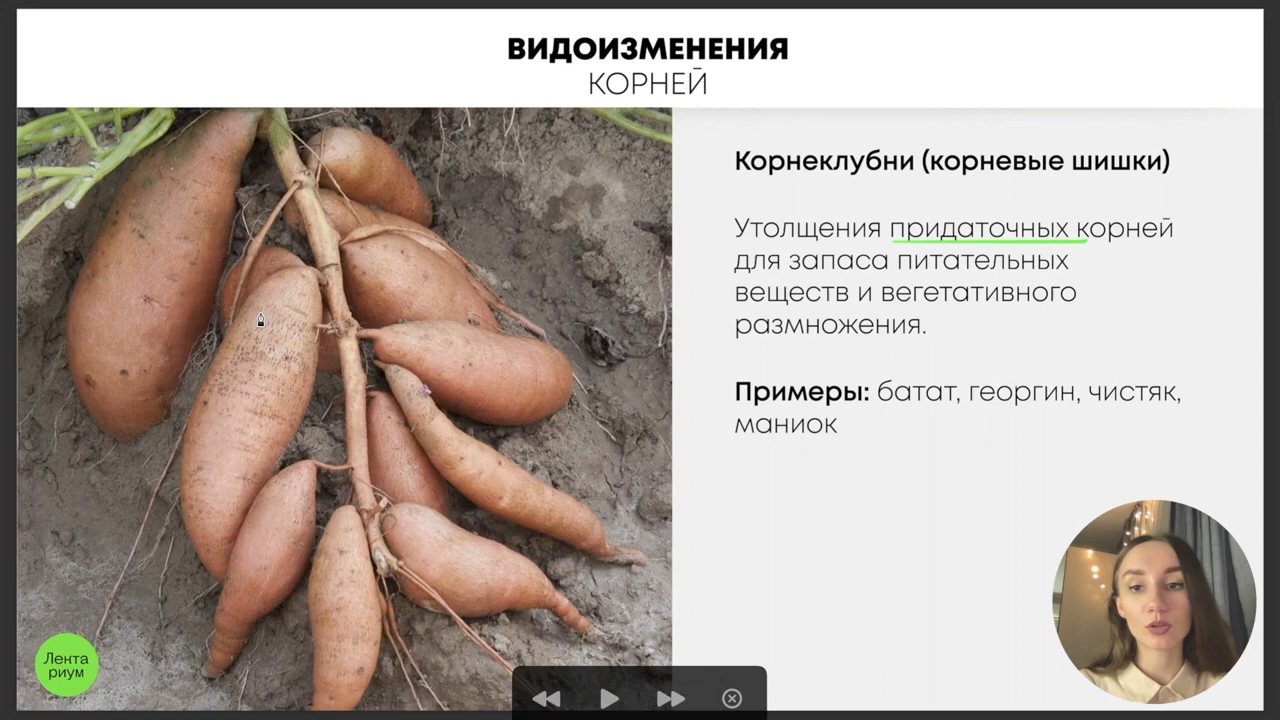 ВИДОИЗМЕНЕНИЯ
КОРНЕЙ
Корнеклубни (корневые шишки)
Утолщения придаточных корней
для запаса питательных
веществ и вегетативного
размножения.
Примеры: батат, георгин, чистяк,
маниок
Лента
риум